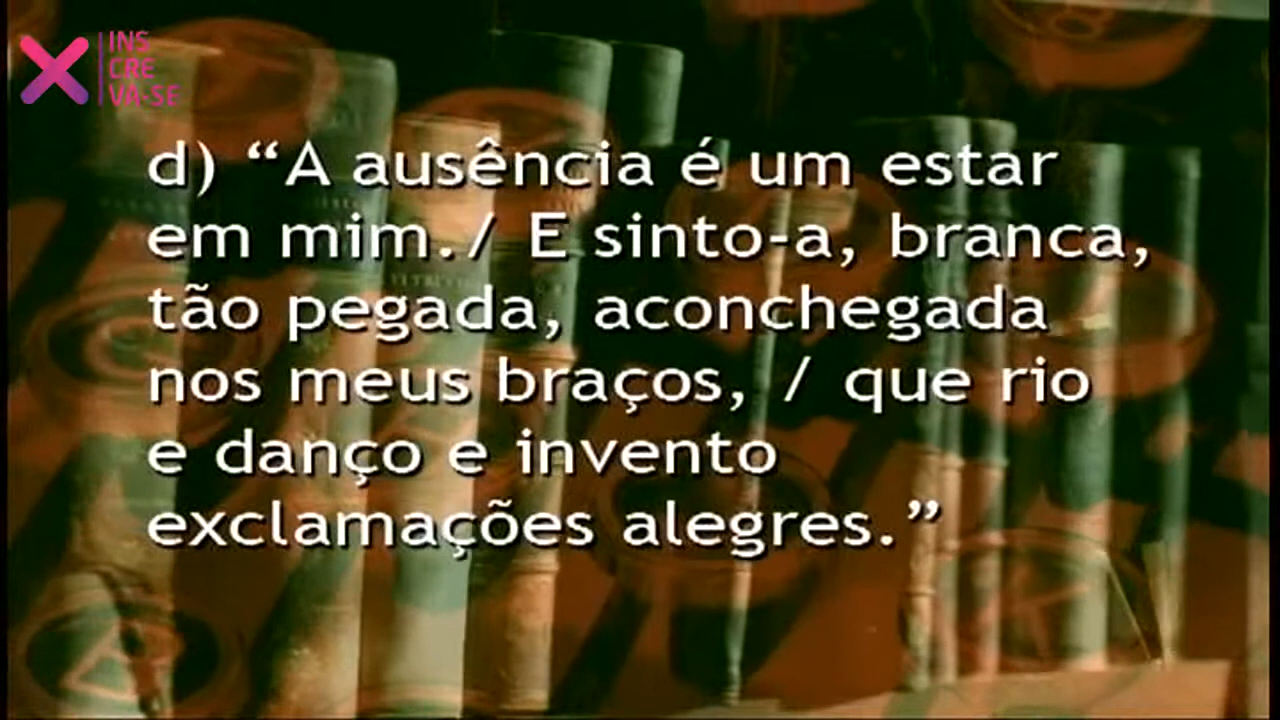 INS
CRE
VA-SE
d) “A ausência é um estar
em mim./ E sinto-a, branca,
tão pegada, aconchegada
nos meus braços, / que rio
e danço e invento
exclamações alegres.”